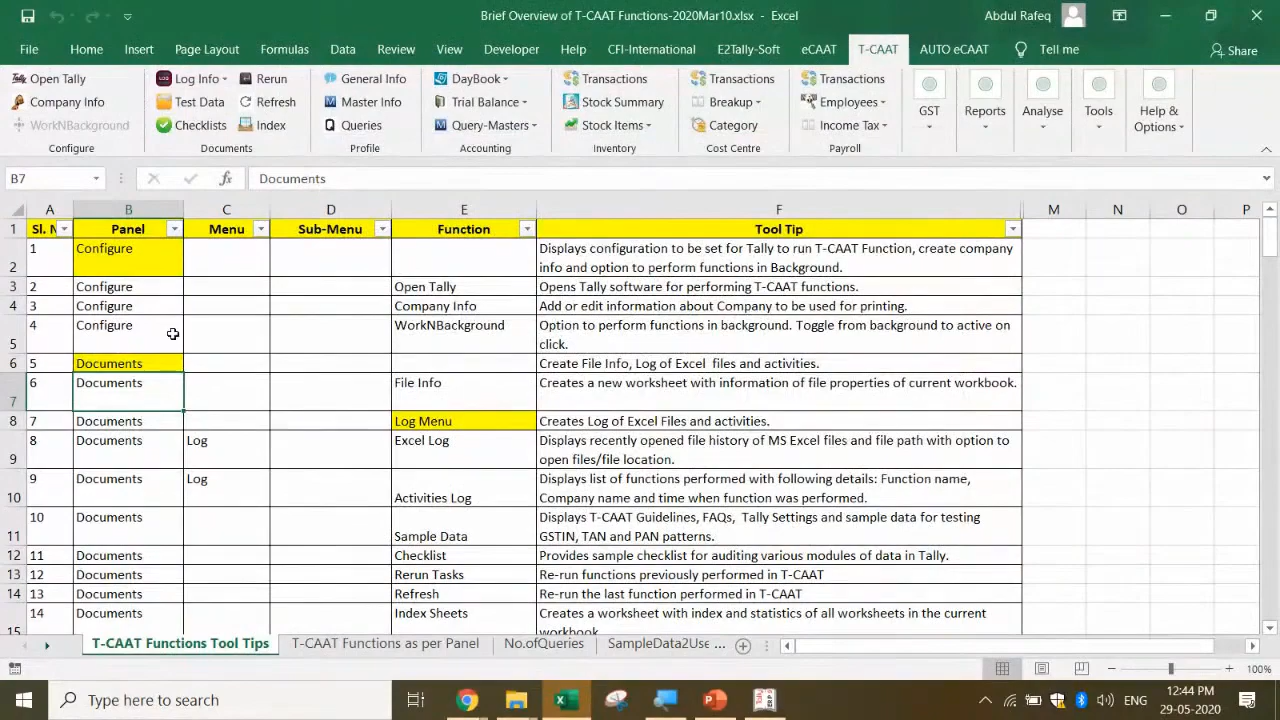 Brief Overview of T-CAAT Functions-2020Mar10.xlsx - Excel
Abdul Rafeq
File Home Insert Page Layout Formulas Data Review View Developer Help CFI-International E2Tally-Soft eCAAT T-CAAT AUTO eCAAT Tell me Share
Open Tally Log Info Rerun General Info DayBook Transactions Transactions Transactions
Company Info Test Data Refresh Master Info Trial Balance Stock Summary Breakup Employees GST Reports Analyse Tools Help & Options
WorkNBackground Checklists Index Queries Query-Masters Stock Items Category Income Tax
Configure Documents Profile Accounting Inventory Cost Centre Payroll
B7 fx Documents
A B C D E F M N O P
1 Sl. N Panel Menu Sub-Menu Function Tool Tip
1 Configure Displays configuration to be set for Tally to run T-CAAT Function, create company
2 info and option to perform functions in Background.
3 2 Configure Open Tally Opens Tally software for performing T-CAAT functions.
4 3 Configure Company Info Add or edit information about Company to be used for printing.
4 Configure WorkNBackground Option to perform functions in background. Toggle from background to active on
5 click.
6 5 Documents Create File Info, Log of Excel files and activities.
6 Documents File Info Creates a new worksheet with information of file properties of current workbook.
7
8 7 Documents Log Menu Creates Log of Excel Files and activities.
8 Documents Log Excel Log Displays recently opened file history of MS Excel files and file path with option to
9 open files/file location.
9 Documents Log Displays list of functions performed with following details: Function name,
10 Activities Log Company name and time when function was performed.
10 Documents Displays T-CAAT Guidelines, FAQs, Tally Settings and sample data for testing
11 Sample Data GSTIN, TAN and PAN patterns.
12 11 Documents Checklist Provides sample checklist for auditing various modules of data in Tally.
13 12 Documents Rerun Tasks Re-run functions previously performed in T-CAAT
14 13 Documents Refresh Re-run the last function performed in T-CAAT
14 Documents Index Sheets Creates a worksheet with index and statistics of all worksheets in the current
15 workbook.
T-CAAT Functions Tool Tips T-CAAT Functions as per Panel No.ofQueries SampleData2Use ...
100%
Type here to search
ENG
12:44 PM
29-05-2020